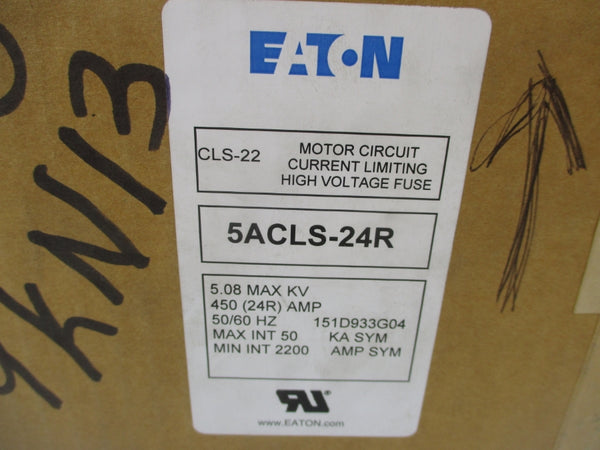 EATON
CLS-22
MOTOR CIRCUIT
CURRENT LIMITING
HIGH VOLTAGE FUSE
5ACLS-24R
5.08 MAX KV
450 (24R) AMP
50/60 HZ 151D933G04
MAX INT 50 KA SYM
MIN INT 2200 AMP SYM
www.EATON.com
KN13